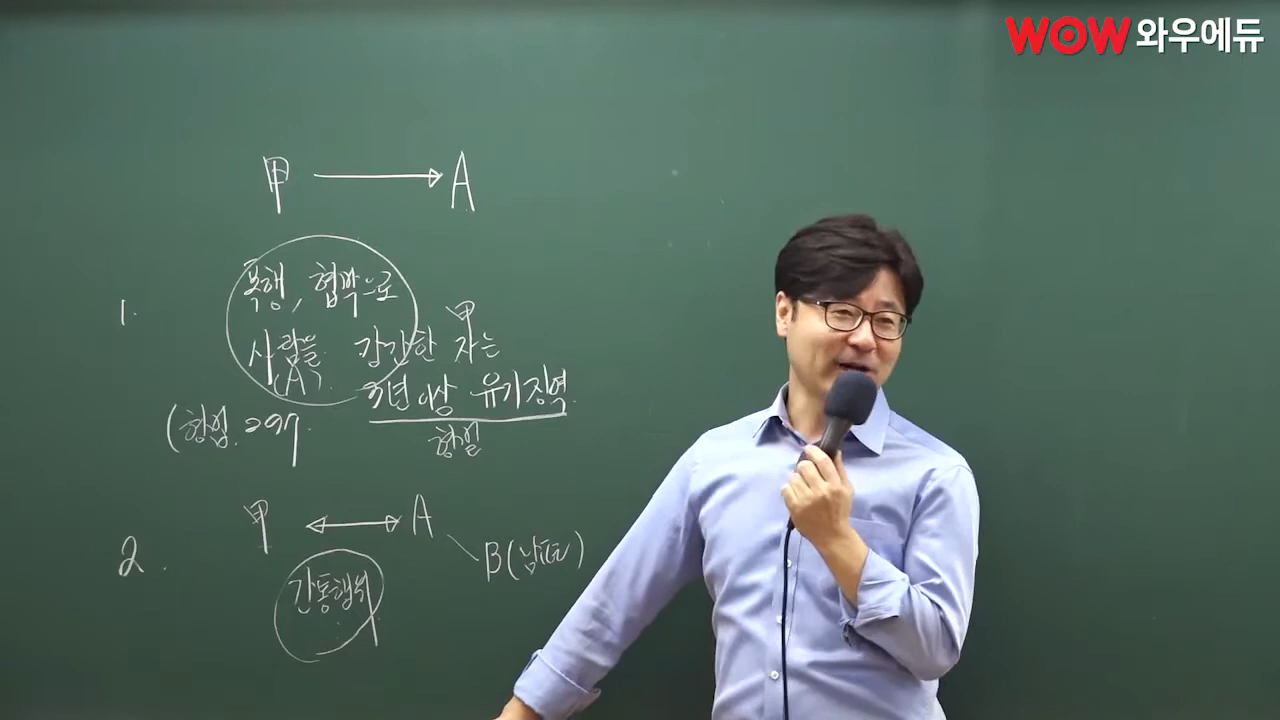 WOW 와우에듀
甲 → A
1. 폭행, 협박으로
甲
사람을 강간한 자는
(A)
3년 이상 유기징역.
(형법. 297.
형벌
2. 甲 ↔ A
B(남편)
간통행위